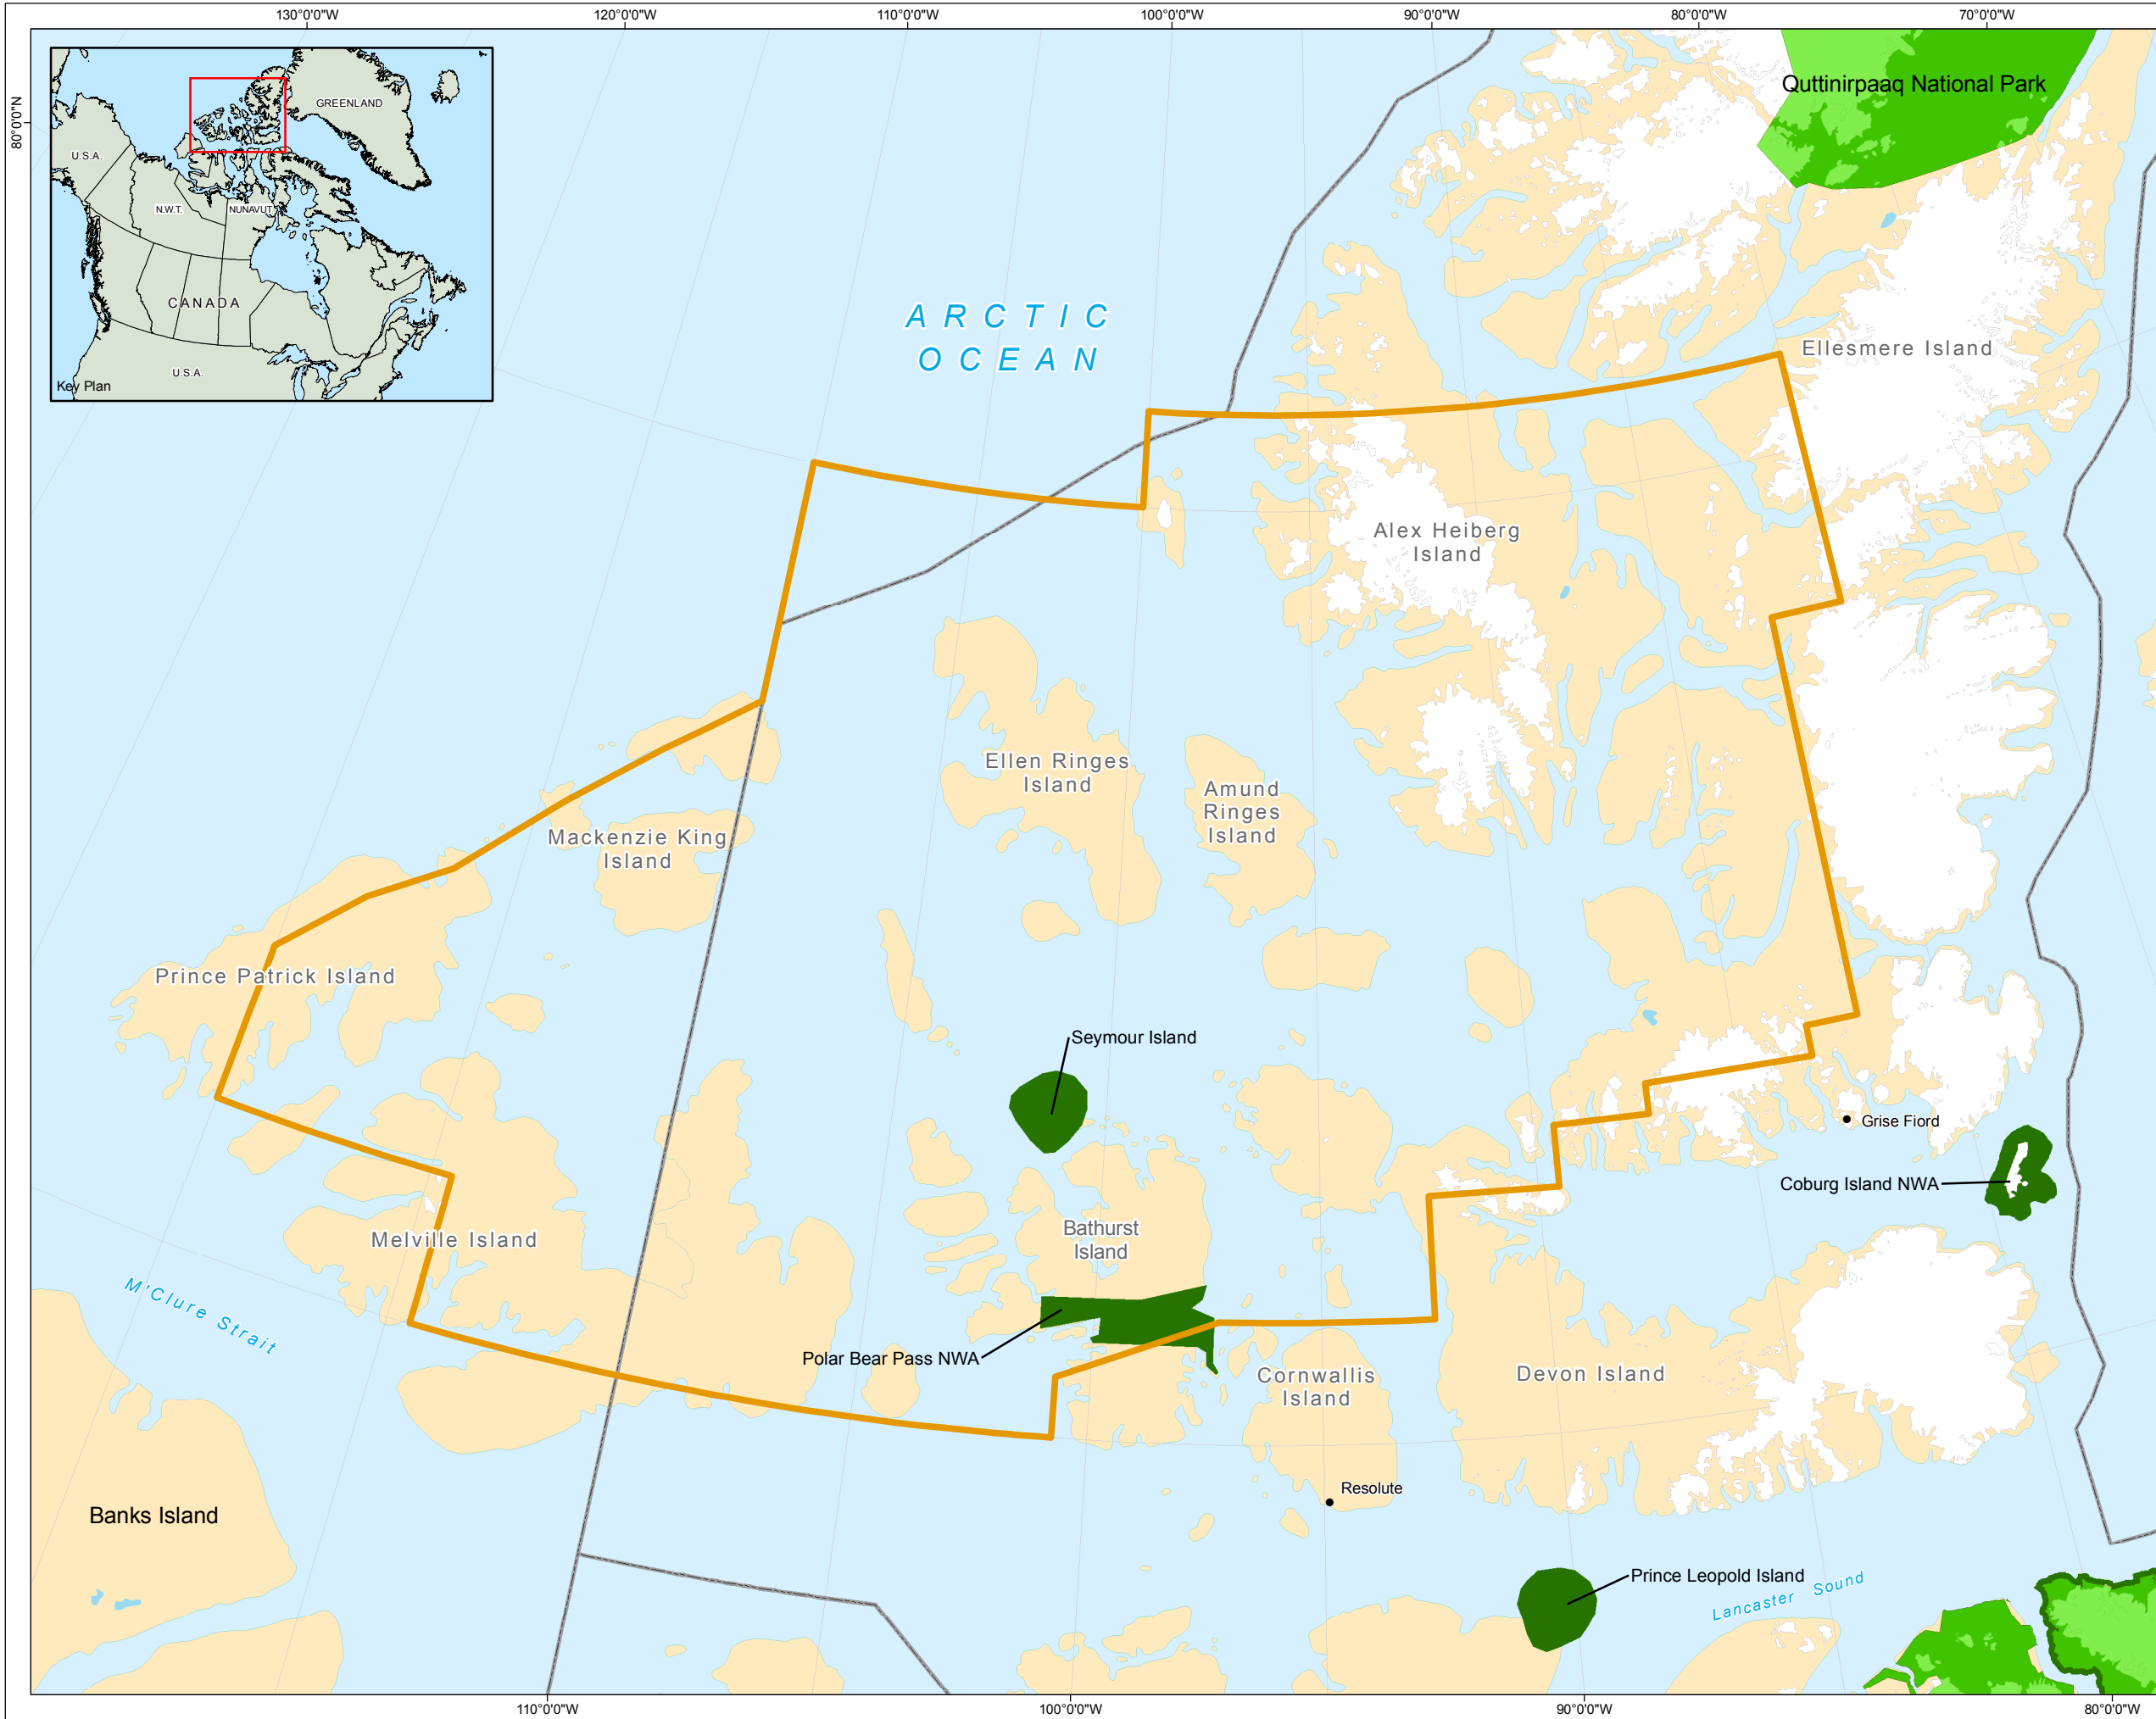 130°0'0"W
120°0'0"W
110°0'0"W
100°0'0"W
90°0'0"W
80°0'0"W
70°0'0"W
80°0'0"N
GREENLAND
U.S.A.
N.W.T.
NUNAVUT
CANADA
U.S.A.
Key Plan
Quttinirpaaq National Park
ARCTIC
OCEAN
Ellesmere Island
Alex Heiberg
Island
Ellen Ringes
Island
Amund
Ringes
Island
Mackenzie King
Island
Prince Patrick Island
Seymour Island
Grise Fiord
Coburg Island NWA
Melville Island
Bathurst
Island
M'Clure Strait
Polar Bear Pass NWA
Cornwallis
Island
Devon Island
Resolute
Banks Island
Prince Leopold Island
Lancaster Sound
110°0'0"W
100°0'0"W
90°0'0"W
80°0'0"W